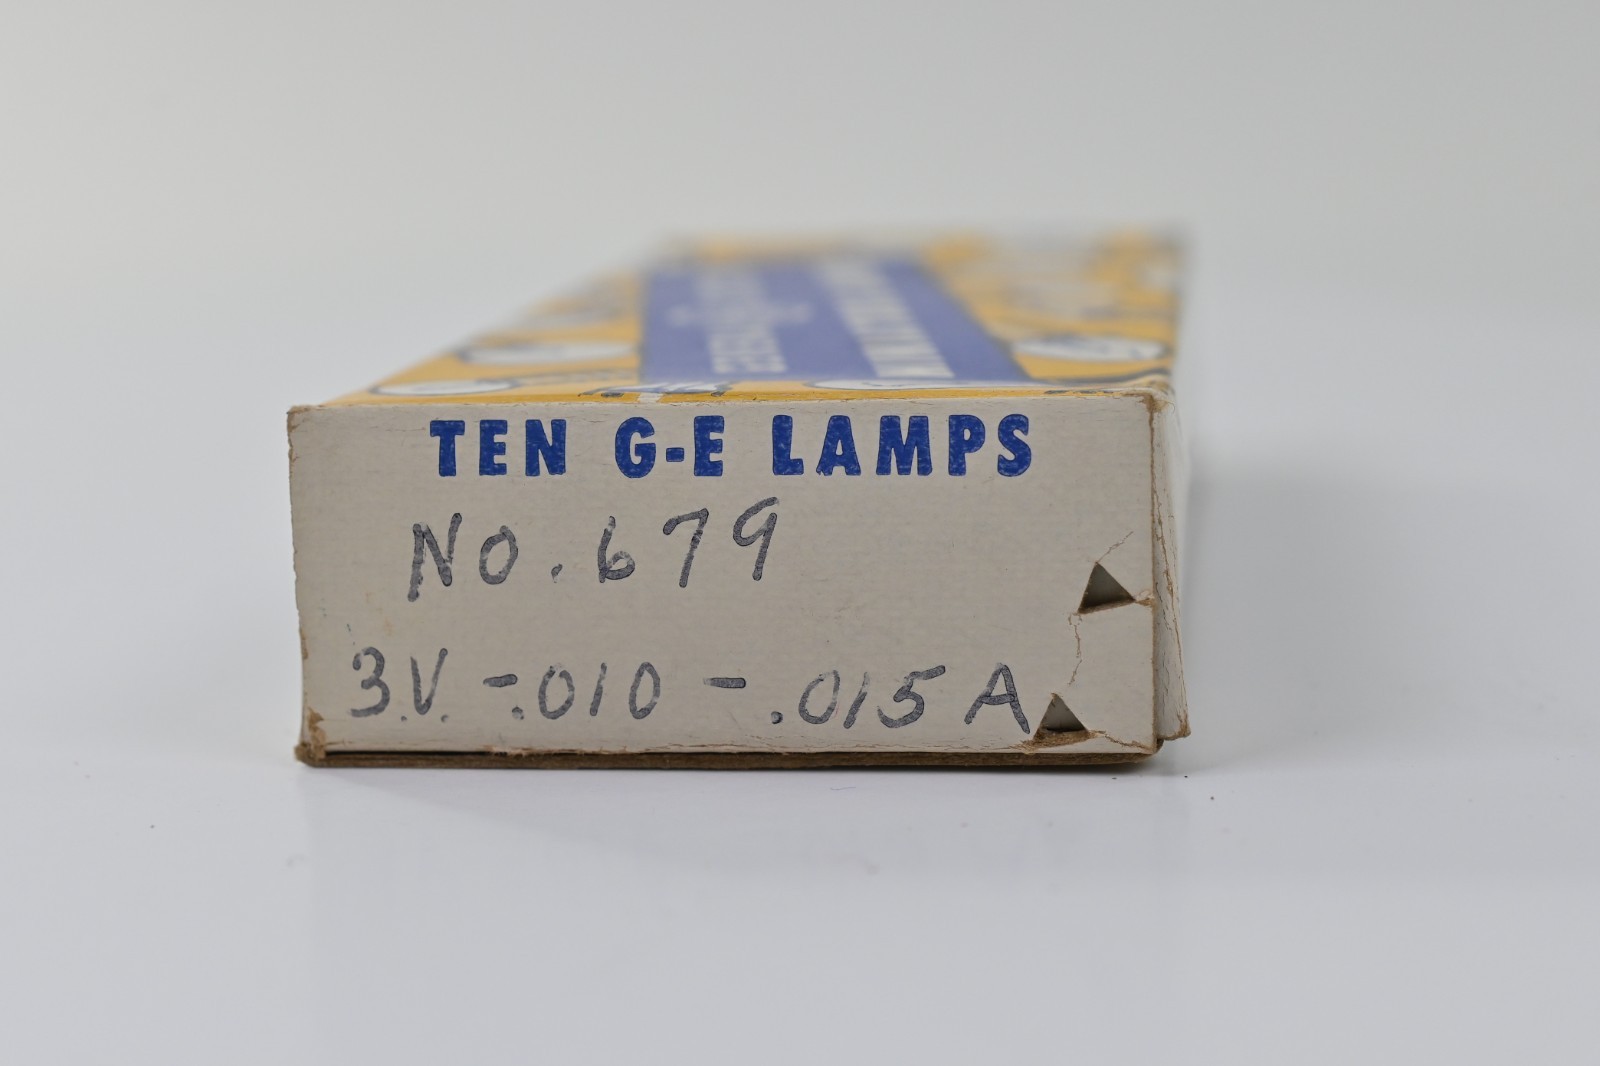 TEN G-E LAMPS
No. 679
3.V. -.010 - .015 A